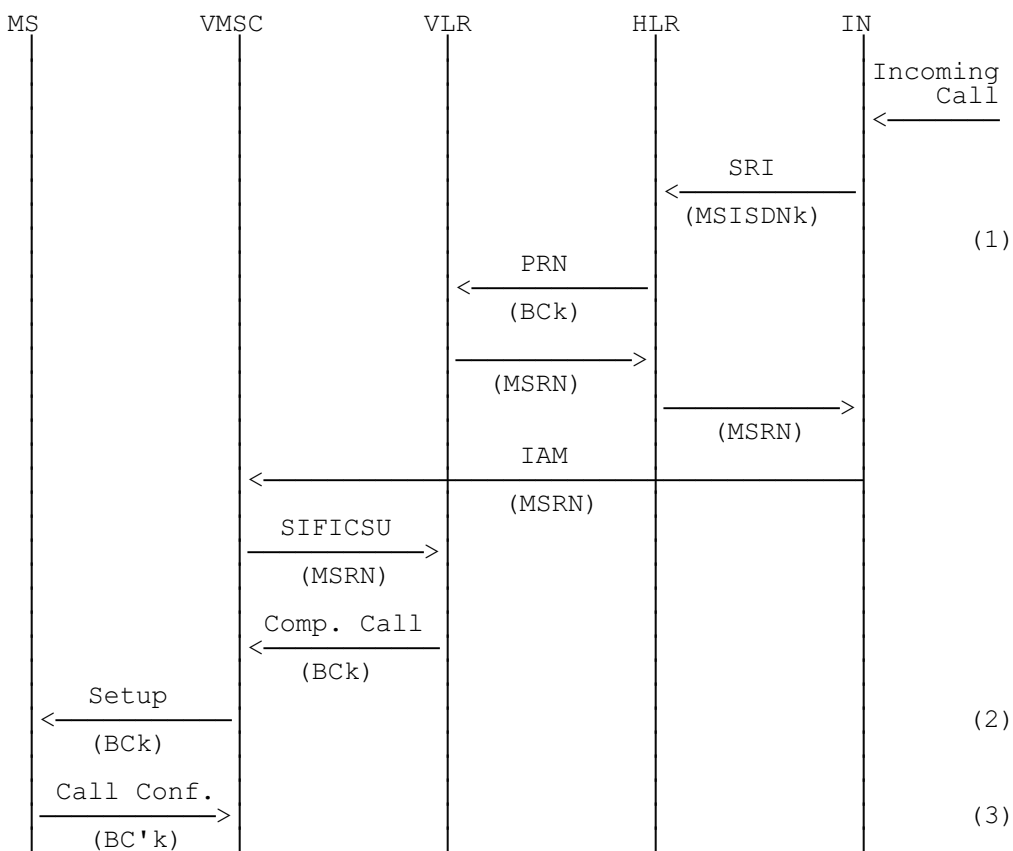 MS VMSC VLR HLR IN
Incoming
Call
SRI
(MSISDNk)
(1)
PRN
(BCk)
(MSRN)
(MSRN)
IAM
(MSRN)
SIFICSU
(MSRN)
Comp. Call
(BCk)
Setup
(2)
(BCk)
Call Conf.
(3)
(BC'k)